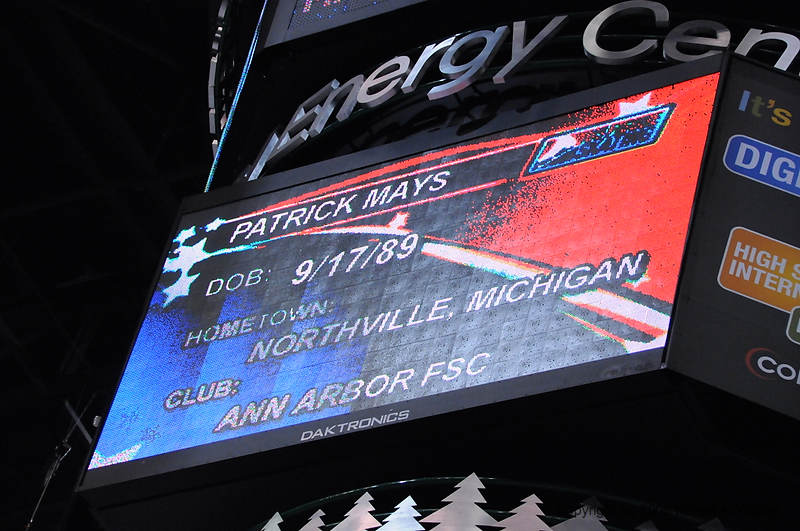 Energy Cen
PATRICK MAYS
DOB: 9/17/89
HOMETOWN:
NORTHVILLE, MICHIGAN
CLUB:
ANN ARBOR FSC
DAKTRONICS
It's
DIGI
HIGH S
INTERN
CO